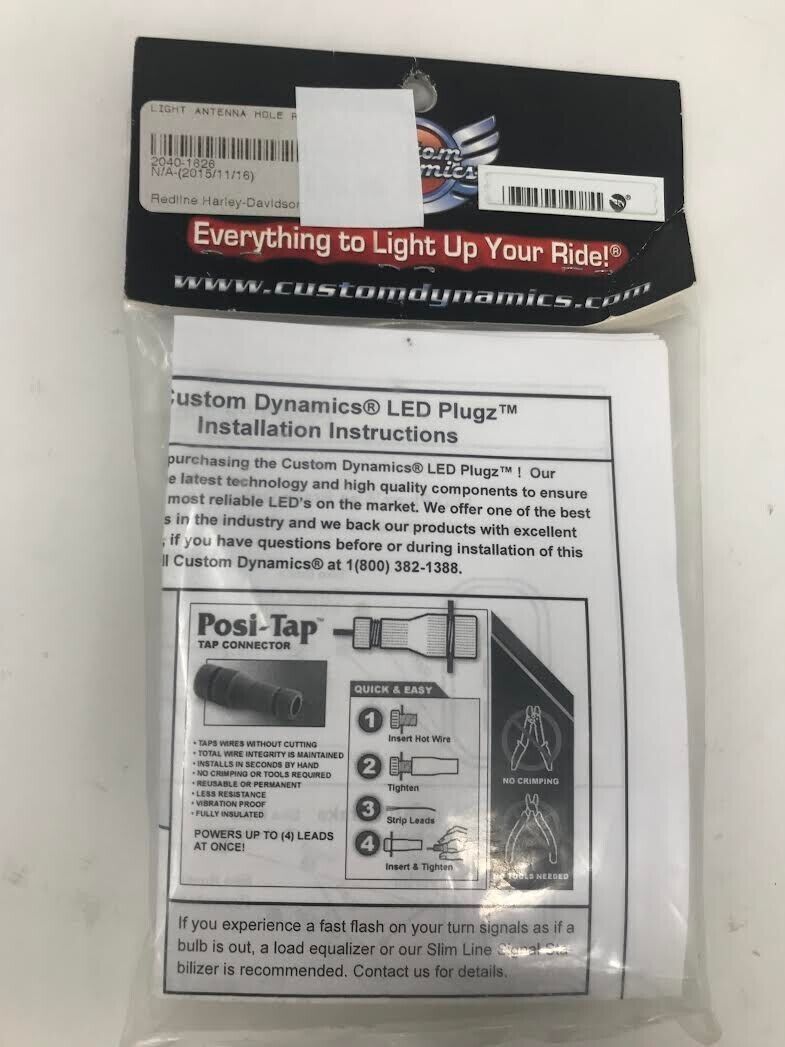 LIGHT ANTENNA HOLE
2040-1626
N/A-(2015/11/16)
Redline Harley-Davidson
Everything to Light Up Your Ride!®
www.customdynamics.com
Custom Dynamics® LED Plugz™
Installation Instructions
purchasing the Custom Dynamics® LED Plugz™ ! Our
latest technology and high quality components to ensure
most reliable LED's on the market. We offer one of the best
in the industry and we back our products with excellent
if you have questions before or during installation of this
Custom Dynamics® at 1(800) 382-1388.
Posi-Tap™
TAP CONNECTOR
• TAPS WIRES WITHOUT CUTTING
• TOTAL WIRE INTEGRITY IS MAINTAINED
• INSTALLS IN SECONDS BY HAND
• NO CRIMPING OR TOOLS REQUIRED
• REUSABLE OR PERMANENT
• LESS RESISTANCE
• VIBRATION PROOF
• FULLY INSULATED
POWERS UP TO (4) LEADS
AT ONCE!
QUICK & EASY
1
Insert Hot Wire
2
Tighten
3
Strip Leads
4
Insert & Tighten
NO CRIMPING
NO TOOLS NEEDED
If you experience a fast flash on your turn signals as if a
bulb is out, a load equalizer or our Slim Line Signal Sta-
bilizer is recommended. Contact us for details.